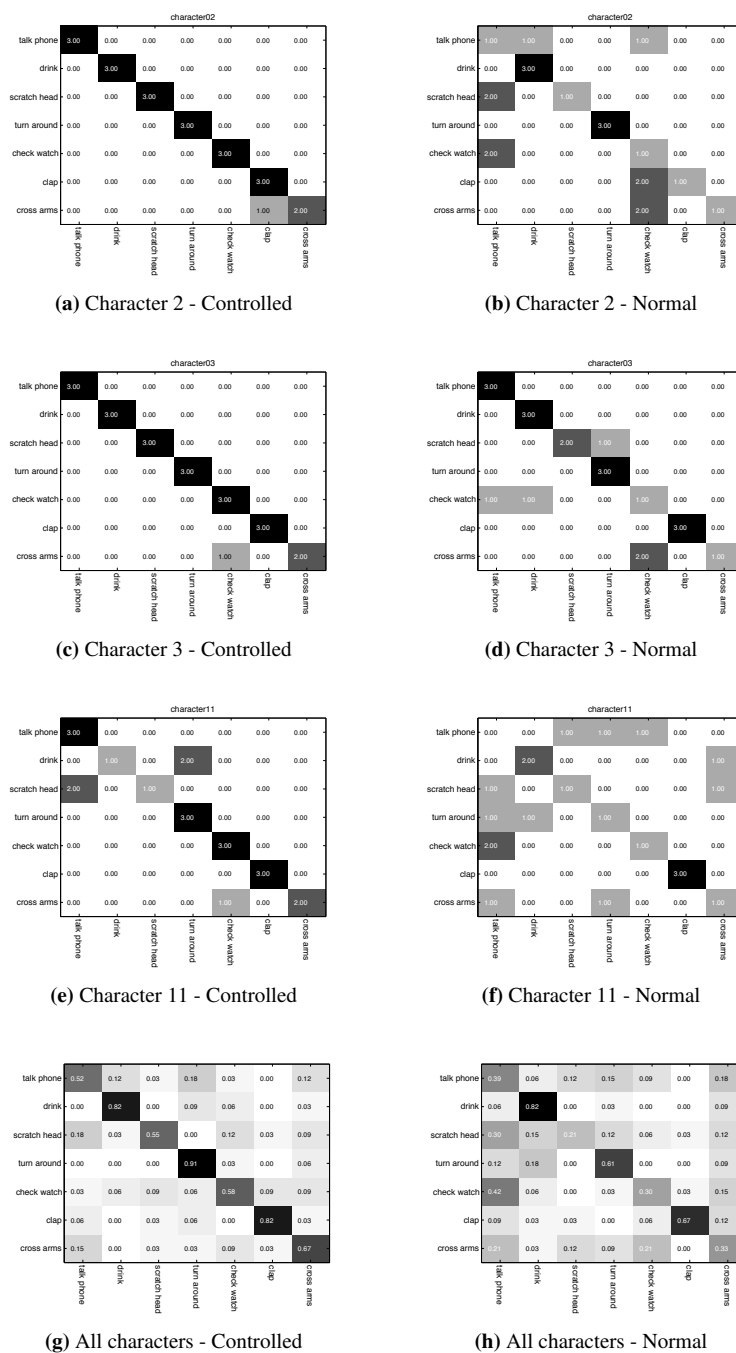 character02
talk phone 3.00 0.00 0.00 0.00 0.00 0.00 0.00
drink 0.00 3.00 0.00 0.00 0.00 0.00 0.00
scratch head 0.00 0.00 3.00 0.00 0.00 0.00 0.00
turn around 0.00 0.00 0.00 3.00 0.00 0.00 0.00
check watch 0.00 0.00 0.00 0.00 3.00 0.00 0.00
clap 0.00 0.00 0.00 0.00 0.00 3.00 0.00
cross arms 0.00 0.00 0.00 0.00 0.00 1.00 2.00
talk phone drink scratch head turn around check watch clap cross arms
(a) Character 2 - Controlled
character02
talk phone 1.00 1.00 0.00 0.00 1.00 0.00 0.00
drink 0.00 3.00 0.00 0.00 0.00 0.00 0.00
scratch head 2.00 0.00 1.00 0.00 0.00 0.00 0.00
turn around 0.00 0.00 0.00 3.00 0.00 0.00 0.00
check watch 2.00 0.00 0.00 0.00 1.00 0.00 0.00
clap 0.00 0.00 0.00 0.00 2.00 1.00 0.00
cross arms 0.00 0.00 0.00 0.00 2.00 0.00 1.00
talk phone drink scratch head turn around check watch clap cross arms
(b) Character 2 - Normal
character03
talk phone 3.00 0.00 0.00 0.00 0.00 0.00 0.00
drink 0.00 3.00 0.00 0.00 0.00 0.00 0.00
scratch head 0.00 0.00 3.00 0.00 0.00 0.00 0.00
turn around 0.00 0.00 0.00 3.00 0.00 0.00 0.00
check watch 0.00 0.00 0.00 0.00 3.00 0.00 0.00
clap 0.00 0.00 0.00 0.00 0.00 3.00 0.00
cross arms 0.00 0.00 0.00 0.00 1.00 0.00 2.00
talk phone drink scratch head turn around check watch clap cross arms
(c) Character 3 - Controlled
character03
talk phone 3.00 0.00 0.00 0.00 0.00 0.00 0.00
drink 0.00 3.00 0.00 0.00 0.00 0.00 0.00
scratch head 0.00 0.00 2.00 1.00 0.00 0.00 0.00
turn around 0.00 0.00 0.00 3.00 0.00 0.00 0.00
check watch 1.00 1.00 0.00 0.00 1.00 0.00 0.00
clap 0.00 0.00 0.00 0.00 0.00 3.00 0.00
cross arms 0.00 0.00 0.00 0.00 2.00 0.00 1.00
talk phone drink scratch head turn around check watch clap cross arms
(d) Character 3 - Normal
character11
talk phone 3.00 0.00 0.00 0.00 0.00 0.00 0.00
drink 0.00 1.00 0.00 2.00 0.00 0.00 0.00
scratch head 2.00 0.00 1.00 0.00 0.00 0.00 0.00
turn around 0.00 0.00 0.00 3.00 0.00 0.00 0.00
check watch 0.00 0.00 0.00 0.00 3.00 0.00 0.00
clap 0.00 0.00 0.00 0.00 0.00 3.00 0.00
cross arms 0.00 0.00 0.00 0.00 1.00 0.00 2.00
talk phone drink scratch head turn around check watch clap cross arms
(e) Character 11 - Controlled
character11
talk phone 0.00 0.00 1.00 1.00 1.00 0.00 0.00
drink 0.00 2.00 0.00 0.00 0.00 0.00 1.00
scratch head 1.00 0.00 1.00 0.00 0.00 0.00 1.00
turn around 1.00 1.00 0.00 1.00 0.00 0.00 0.00
check watch 2.00 0.00 0.00 0.00 1.00 0.00 0.00
clap 0.00 0.00 0.00 0.00 0.00 3.00 0.00
cross arms 1.00 0.00 0.00 1.00 0.00 0.00 1.00
talk phone drink scratch head turn around check watch clap cross arms
(f) Character 11 - Normal
talk phone 0.52 0.12 0.03 0.18 0.03 0.00 0.12
drink 0.00 0.82 0.00 0.09 0.06 0.00 0.03
scratch head 0.18 0.03 0.55 0.00 0.12 0.03 0.09
turn around 0.00 0.00 0.00 0.91 0.03 0.00 0.06
check watch 0.03 0.06 0.09 0.06 0.58 0.09 0.09
clap 0.06 0.00 0.03 0.06 0.00 0.82 0.03
cross arms 0.15 0.00 0.03 0.03 0.09 0.03 0.67
talk phone drink scratch head turn around check watch clap cross arms
(g) All characters - Controlled
talk phone 0.39 0.06 0.12 0.15 0.09 0.00 0.18
drink 0.06 0.82 0.00 0.03 0.00 0.00 0.09
scratch head 0.30 0.15 0.21 0.12 0.06 0.03 0.12
turn around 0.12 0.18 0.00 0.61 0.00 0.00 0.09
check watch 0.42 0.06 0.00 0.03 0.30 0.03 0.15
clap 0.09 0.03 0.03 0.00 0.06 0.67 0.12
cross arms 0.21 0.03 0.12 0.09 0.21 0.00 0.33
talk phone drink scratch head turn around check watch clap cross arms
(h) All characters - Normal